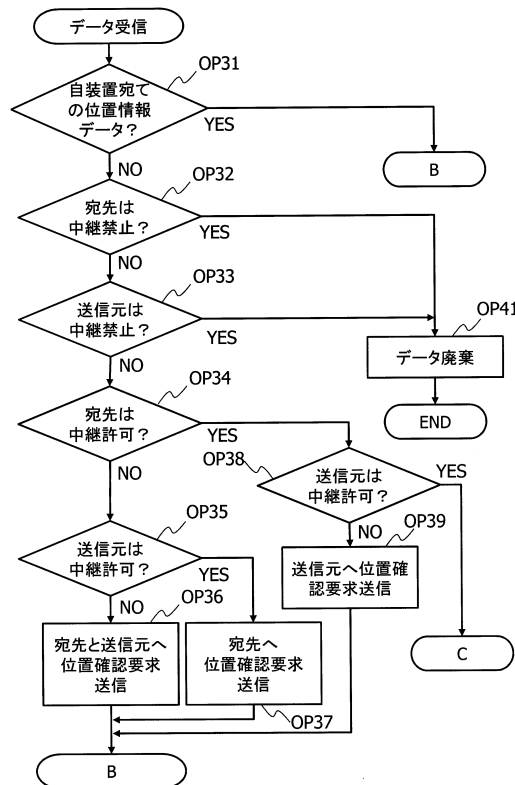 データ受信
OP31
自装置宛て
の位置情報
データ?
YES
B
NO
OP32
宛先は
中継禁止?
YES
NO
OP33
送信元は
中継禁止?
YES
OP41
データ廃棄
END
NO
OP34
宛先は
中継許可?
YES
OP38
送信元は
中継許可?
YES
NO
OP39
送信元へ位置確
認要求送信
C
NO
OP35
送信元は
中継許可?
YES
NO
OP36
宛先と送信元へ
位置確認要求
送信
宛先へ
位置確認要求
送信
OP37
B